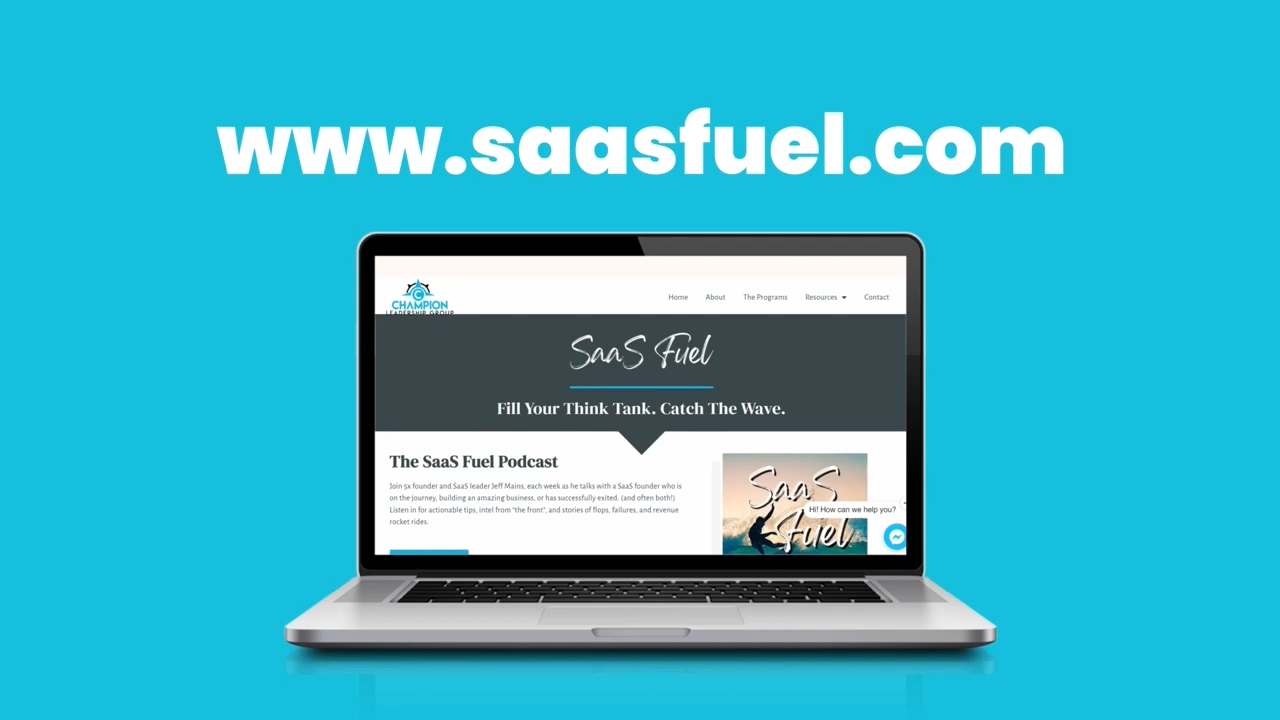 www.saasfuel.com
CHAMPION
LEADERSHIP GROUP
Home About The Programs Resources Contact
SaaS Fuel
Fill Your Think Tank. Catch The Wave.
The SaaS Fuel Podcast
Join 5x founder and SaaS leader Jeff Mains, each week as he talks with a SaaS founder who is
on the journey, building an amazing business, or has successfully exited. (and often both!)
Listen in for actionable tips, intel from "the front", and stories of flops, failures, and revenue
rocket rides.
SaaS
Fuel
Hi! How can we help you?